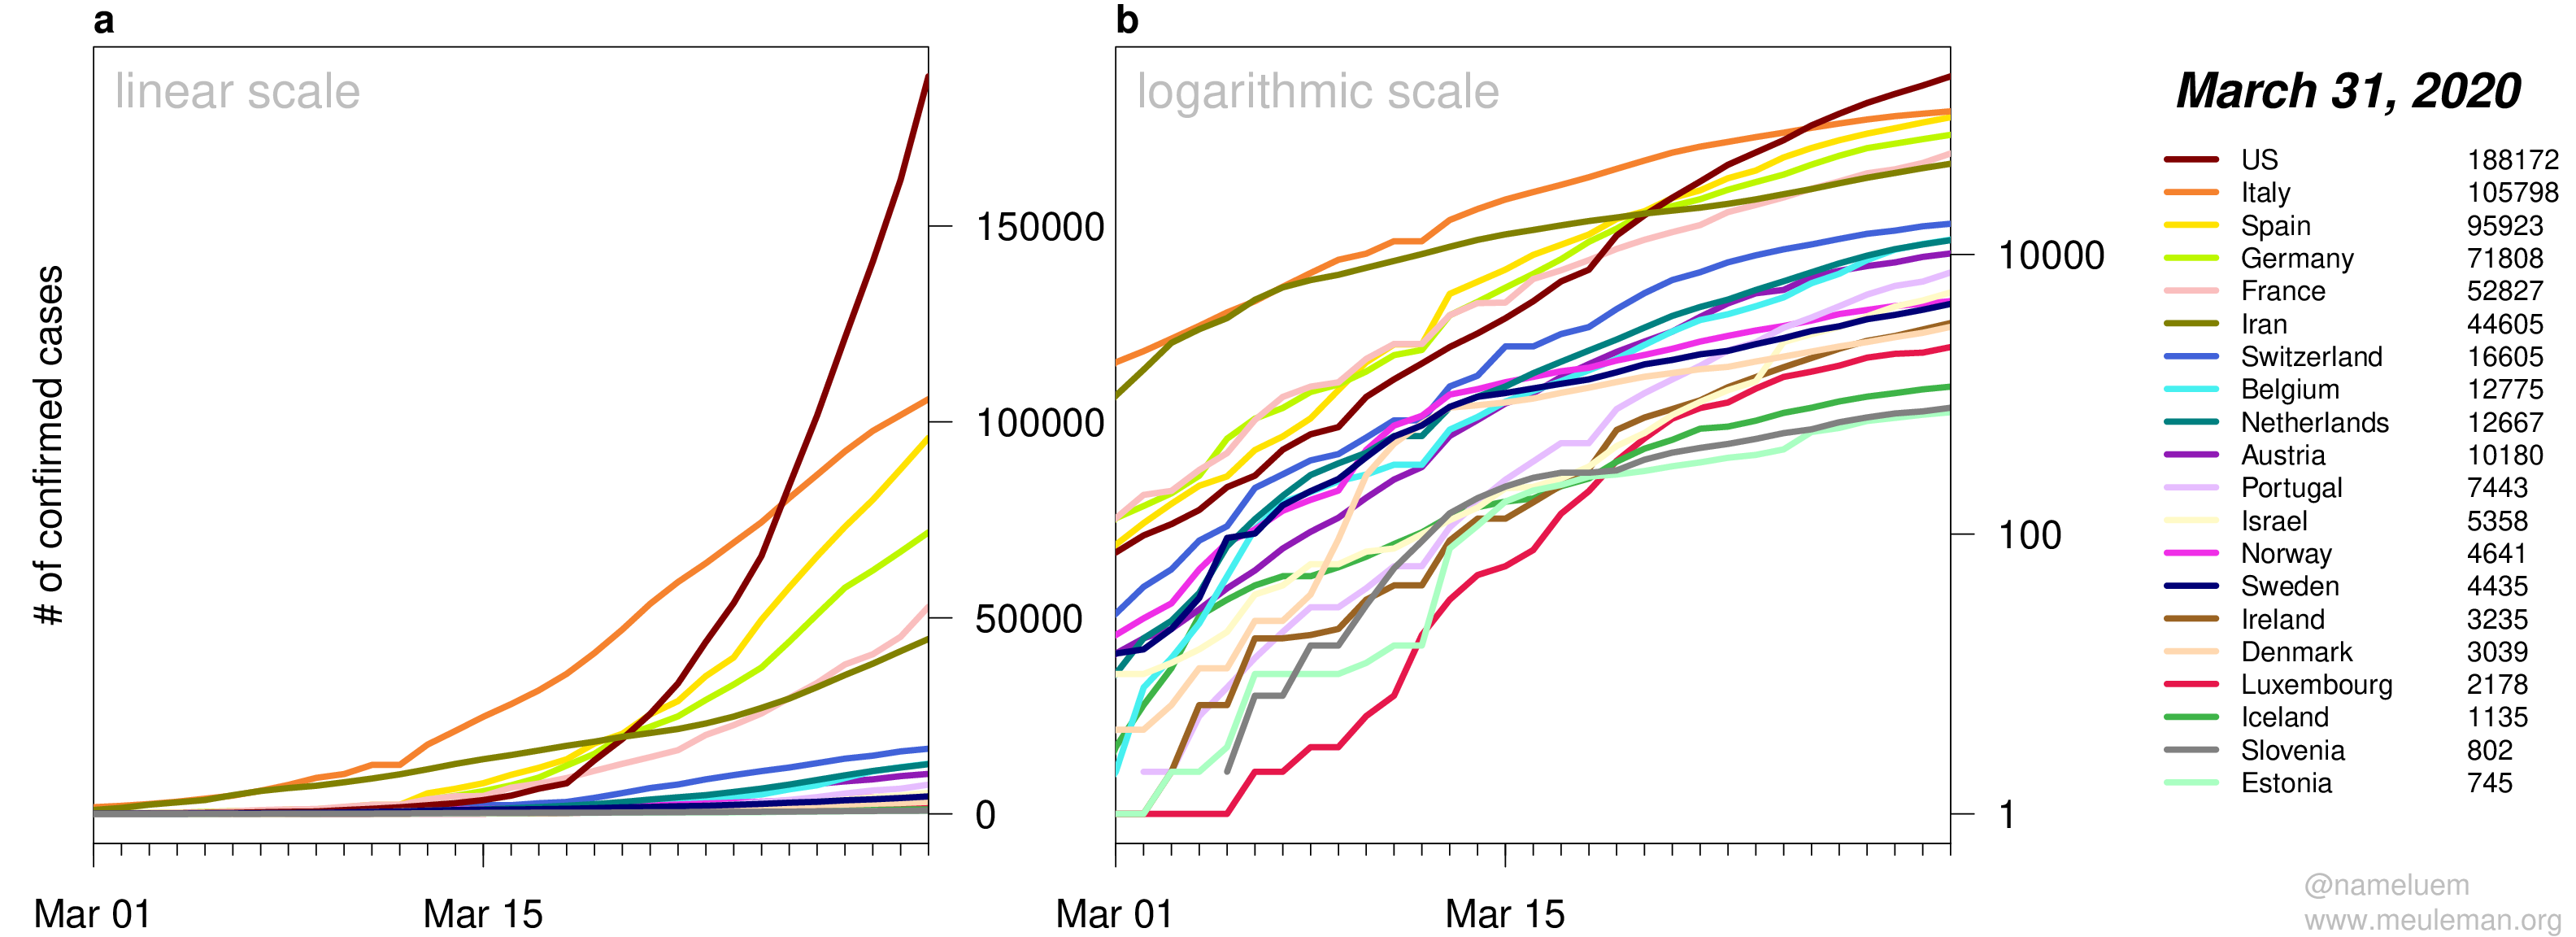 a
linear scale
# of confirmed cases
150000
100000
50000
0
Mar 01
Mar 15
b
logarithmic scale
10000
100
1
Mar 01
Mar 15
March 31, 2020
US 188172
Italy 105798
Spain 95923
Germany 71808
France 52827
Iran 44605
Switzerland 16605
Belgium 12775
Netherlands 12667
Austria 10180
Portugal 7443
Israel 5358
Norway 4641
Sweden 4435
Ireland 3235
Denmark 3039
Luxembourg 2178
Iceland 1135
Slovenia 802
Estonia 745
@nameluem
www.meuleman.org